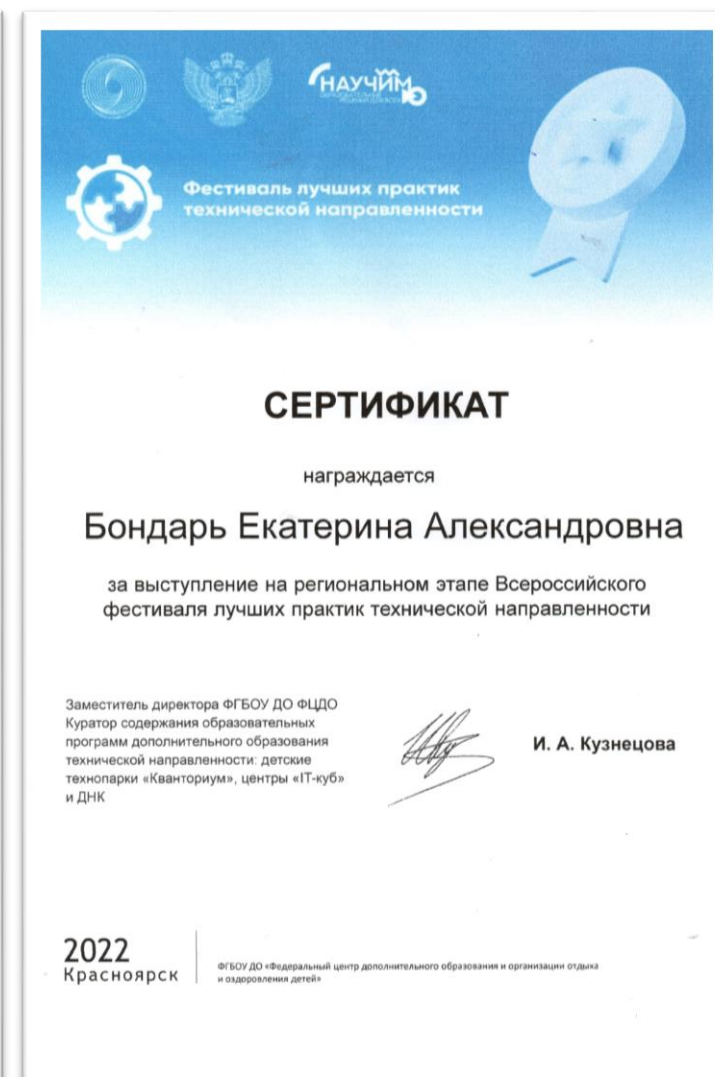 НАУЧИМ
Фестиваль лучших практик
технической направленности
СЕРТИФИКАТ
награждается
Бондарь Екатерина Александровна
за выступление на региональном этапе Всероссийского
фестиваля лучших практик технической направленности
Заместитель директора ФГБОУ ДО ФЦДО
Куратор содержания образовательных
программ дополнительного образования
технической направленности: детские
технопарки «Кванториум», центры «IT-куб»
и ДНК
И. А. Кузнецова
2022
Красноярск
ФГБОУ ДО «Федеральный центр дополнительного образования и организации отдыха
и оздоровления детей»